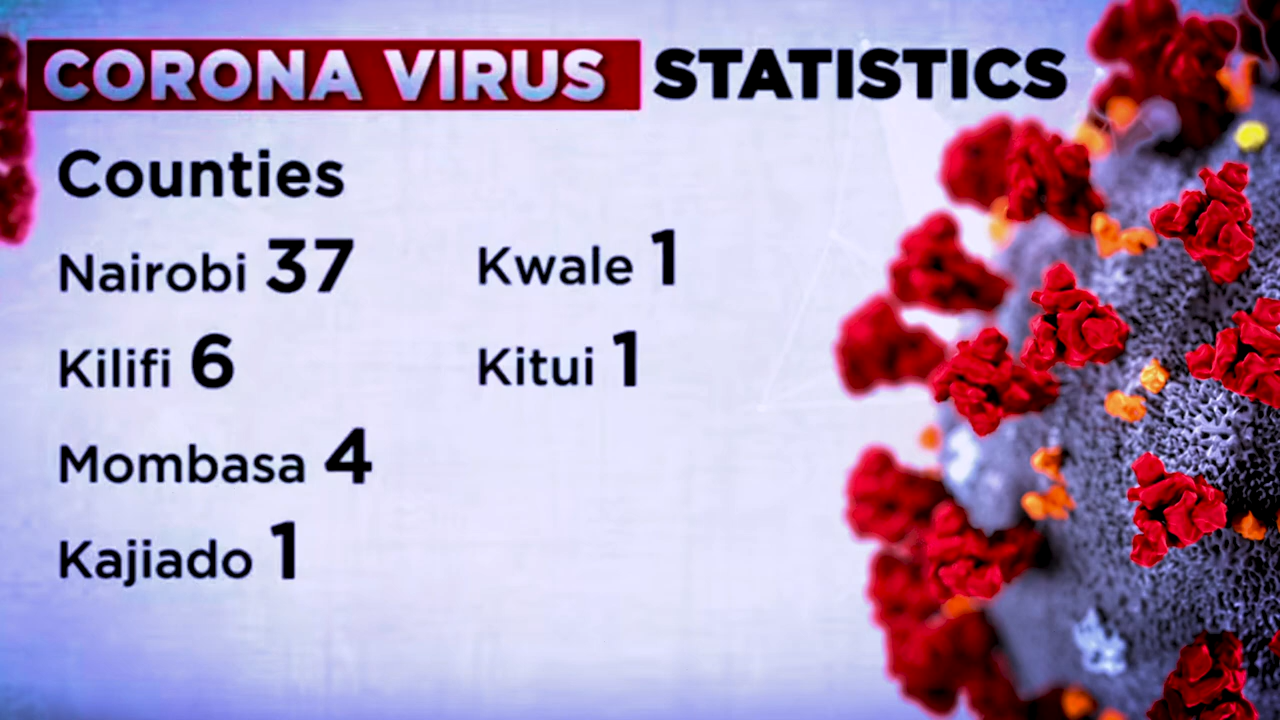 CORONA VIRUS STATISTICS
Counties
Nairobi 37
Kilifi 6
Mombasa 4
Kajiado 1
Kwale 1
Kitui 1